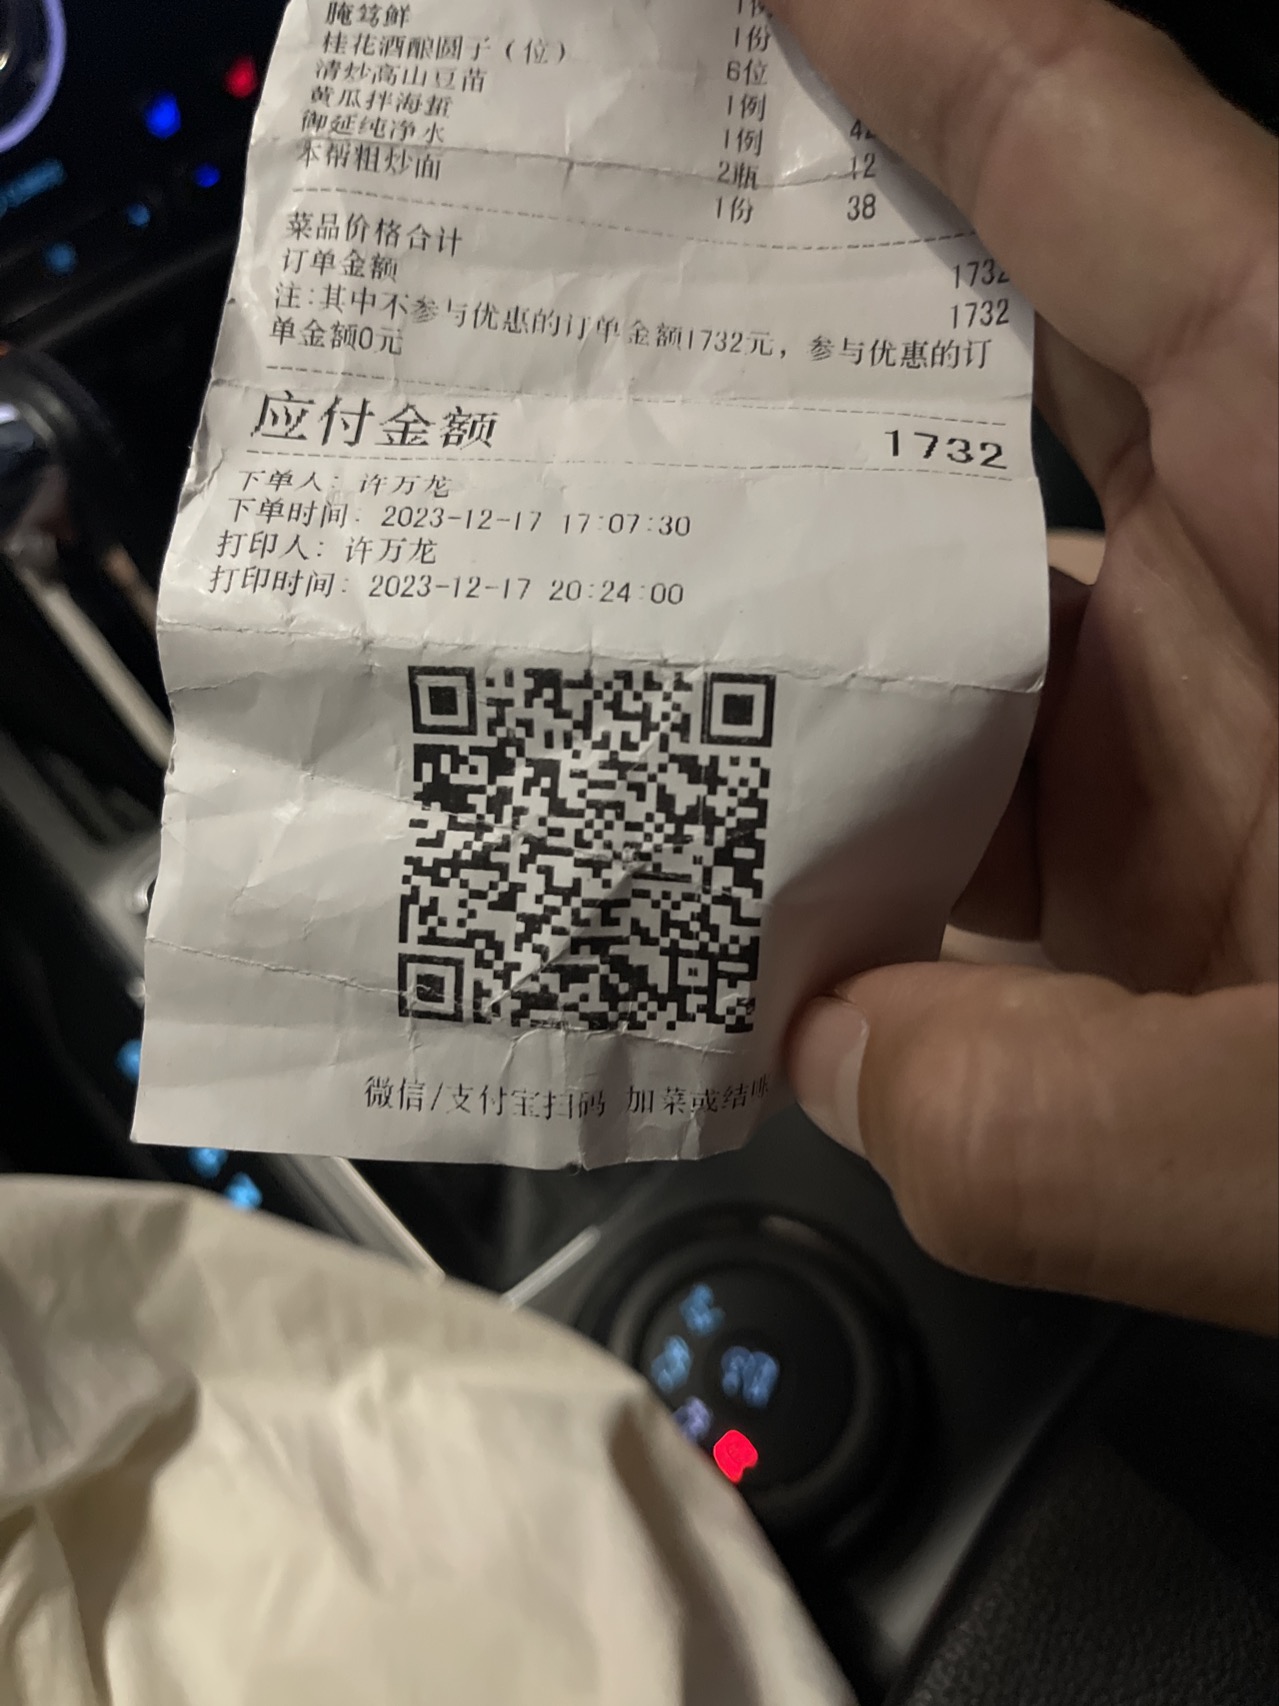 腌笃鲜 1份
桂花酒酿圆子（位） 6位
清炒高山豆苗 1例
黄瓜拌海蜇 1例
御延纯净水 2瓶 12
本帮粗炒面 1份 38
菜品价格合计 1732
订单金额 1732
注:其中不参与优惠的订单金额1732元，参与优惠的订
单金额0元
应付金额 1732
下单人: 许万龙
下单时间: 2023-12-17 17:07:30
打印人: 许万龙
打印时间: 2023-12-17 20:24:00
微信/支付宝扫码 加菜或结